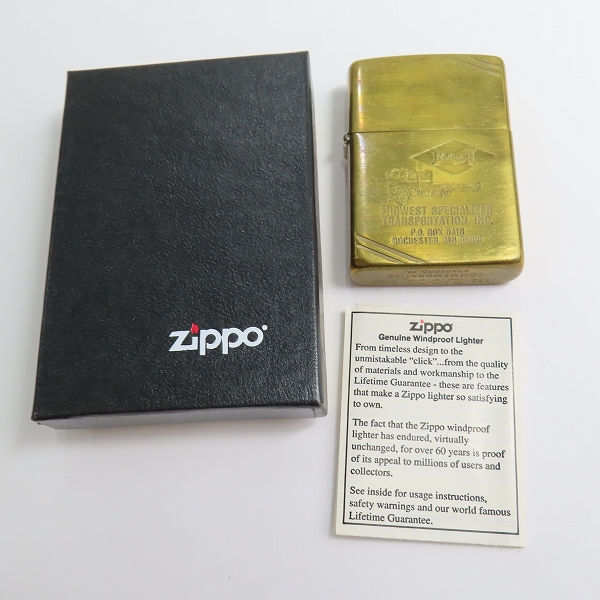 zippo
MIDWEST SPECIALIZED
TRANSPORTATION, INC.
P.O. BOX 6418
ROCHESTER, MN
zippo
Genuine Windproof Lighter
From timeless design to the
unmistakable "click"...from the quality
of materials and workmanship to the
Lifetime Guarantee - these are features
that make a Zippo lighter so satisfying
to own.
The fact that the Zippo windproof
lighter has endured, virtually
unchanged, for over 60 years is proof
of its appeal to millions of users and
collectors.
See inside for usage instructions,
safety warnings and our world famous
Lifetime Guarantee.